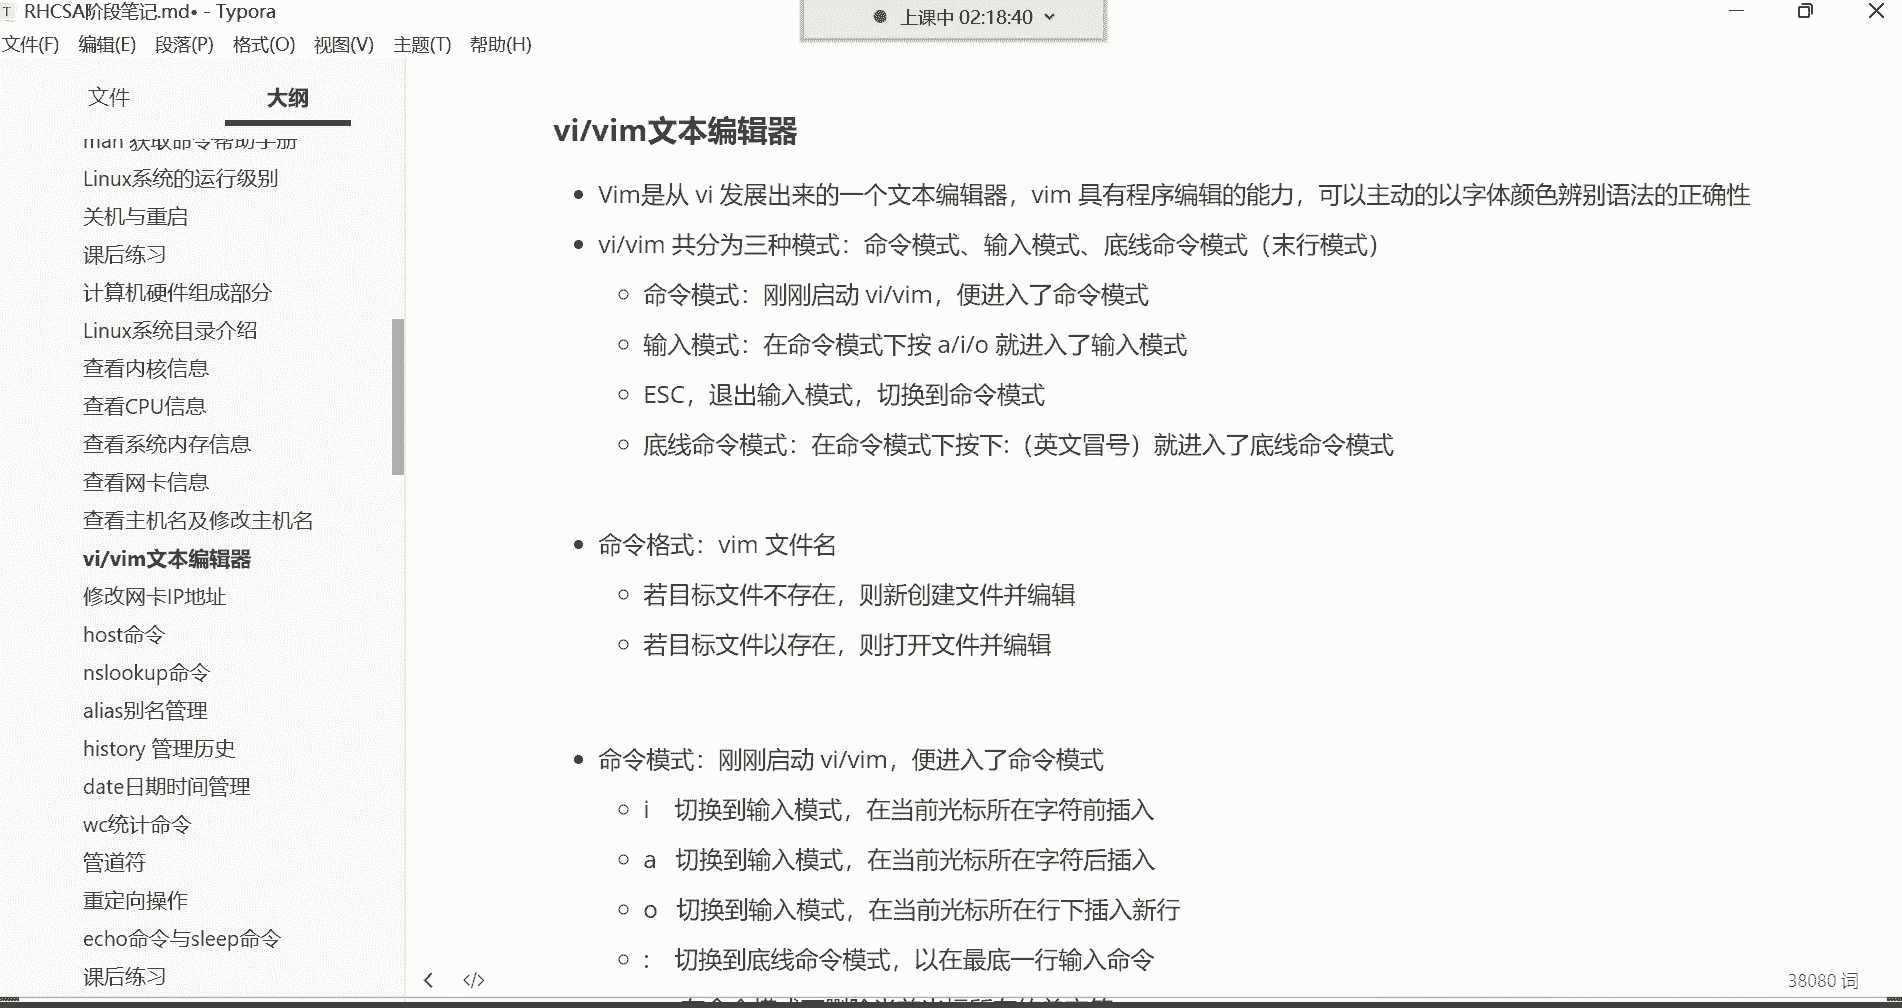 RHCSA阶段笔记.md• - Typora
上课中 02:18:40
文件(F) 编辑(E) 段落(P) 格式(O) 视图(V) 主题(T) 帮助(H)
文件 大纲
man 获取命令帮助手册
Linux系统的运行级别
关机与重启
课后练习
计算机硬件组成部分
Linux系统目录介绍
查看内核信息
查看CPU信息
查看系统内存信息
查看网卡信息
查看主机名及修改主机名
vi/vim文本编辑器
修改网卡IP地址
host命令
nslookup命令
alias别名管理
history 管理历史
date日期时间管理
wc统计命令
管道符
重定向操作
echo命令与sleep命令
课后练习
vi/vim文本编辑器
Vim是从 vi 发展出来的一个文本编辑器，vim 具有程序编辑的能力，可以主动的以字体颜色辨别语法的正确性
vi/vim 共分为三种模式：命令模式、输入模式、底线命令模式（末行模式）
命令模式：刚刚启动 vi/vim，便进入了命令模式
输入模式：在命令模式下按 a/i/o 就进入了输入模式
ESC，退出输入模式，切换到命令模式
底线命令模式：在命令模式下按下:（英文冒号）就进入了底线命令模式
命令格式：vim 文件名
若目标文件不存在，则新创建文件并编辑
若目标文件以存在，则打开文件并编辑
命令模式：刚刚启动 vi/vim，便进入了命令模式
i 切换到输入模式，在当前光标所在字符前插入
a 切换到输入模式，在当前光标所在字符后插入
o 切换到输入模式，在当前光标所在行下插入新行
: 切换到底线命令模式，以在最底一行输入命令
38080 词